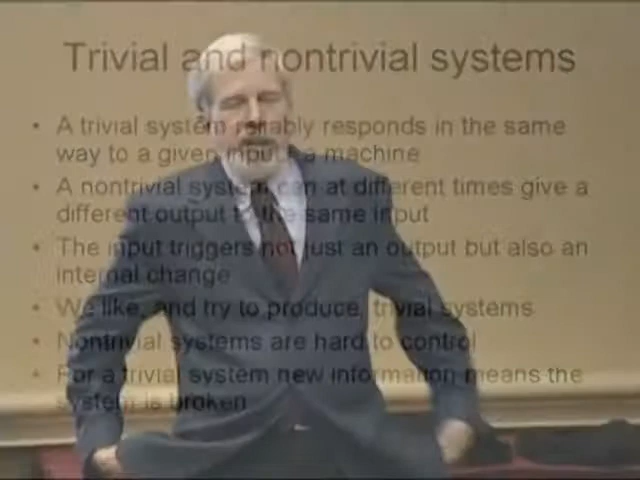 Trivial and nontrivial systems
• A trivial system reliably responds in the same
way to a given input: a machine
• A nontrivial system can at different times give a
different output to the same input
• The input triggers not just an output but also an
internal change
• We like, and try to produce, trivial systems
• Nontrivial systems are hard to control
• For a trivial system new information means the
system is broken